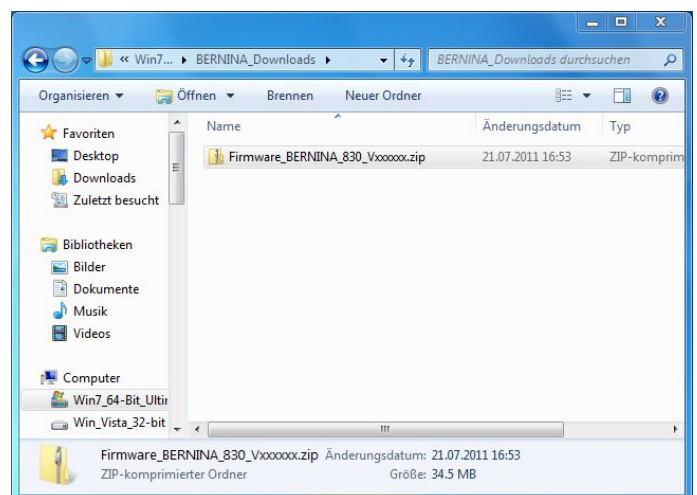 « Win7... ▸ BERNINA_Downloads ▸ BERNINA_Downloads durchsuchen
Organisieren Öffnen Brennen Neuer Ordner
Favoriten
Desktop
Downloads
Zuletzt besucht
Bibliotheken
Bilder
Dokumente
Musik
Videos
Computer
Win7_64-Bit_Ultir
Win_Vista_32-bit
Name Änderungsdatum Typ
Firmware_BERNINA_830_Vxxxxxx.zip 21.07.2011 16:53 ZIP-komprim
Firmware_BERNINA_830_Vxxxxxx.zip Änderungsdatum: 21.07.2011 16:53
ZIP-komprimierter Ordner Größe: 34.5 MB